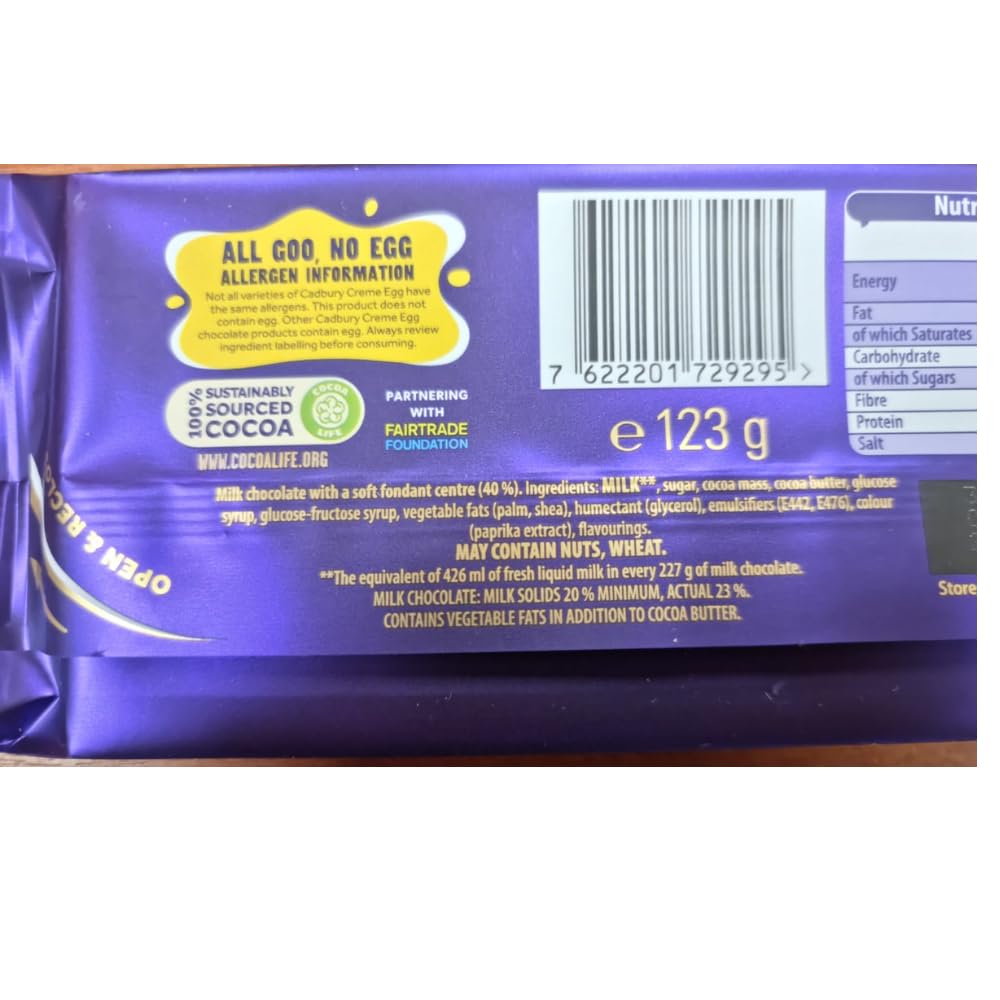 ALL GOO, NO EGG
ALLERGEN INFORMATION
Not all varieties of Cadbury Creme Egg have
the same allergens. This product does not
contain egg. Other Cadbury Creme Egg
chocolate products contain egg. Always review
ingredient labelling before consuming.
100% SUSTAINABLY
SOURCED
COCOA
COCOA
LIFE
WWW.COCOALIFE.ORG
PARTNERING
WITH
FAIRTRADE
FOUNDATION
7 622201 729295 >
e 123 g
Nutr
Energy
Fat
of which Saturates
Carbohydrate
of which Sugars
Fibre
Protein
Salt
Milk chocolate with a soft fondant centre (40 %). Ingredients: MILK**, sugar, cocoa mass, cocoa butter, glucose
syrup, glucose-fructose syrup, vegetable fats (palm, shea), humectant (glycerol), emulsifiers (E442, E476), colour
(paprika extract), flavourings.
MAY CONTAIN NUTS, WHEAT.
**The equivalent of 426 ml of fresh liquid milk in every 227 g of milk chocolate.
MILK CHOCOLATE: MILK SOLIDS 20 % MINIMUM, ACTUAL 23 %.
CONTAINS VEGETABLE FATS IN ADDITION TO COCOA BUTTER.
Store
OPEN & RECLO